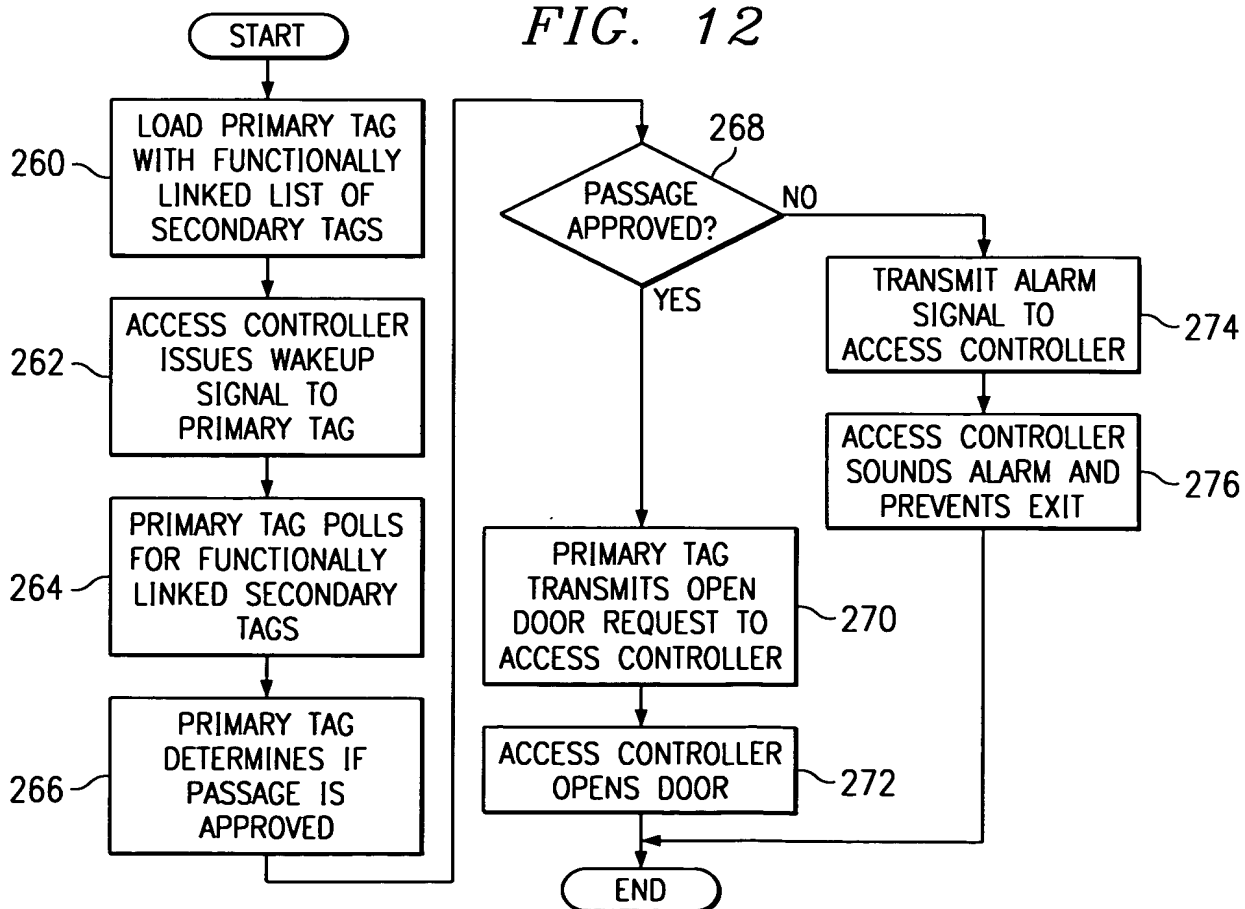 FIG. 12
START
260
LOAD PRIMARY TAG
WITH FUNCTIONALLY
LINKED LIST OF
SECONDARY TAGS
262
ACCESS CONTROLLER
ISSUES WAKEUP
SIGNAL TO
PRIMARY TAG
264
PRIMARY TAG POLLS
FOR FUNCTIONALLY
LINKED SECONDARY
TAGS
266
PRIMARY TAG
DETERMINES IF
PASSAGE IS
APPROVED
268
PASSAGE
APPROVED?
NO
YES
PRIMARY TAG
TRANSMITS OPEN
DOOR REQUEST TO
ACCESS CONTROLLER
270
ACCESS CONTROLLER
OPENS DOOR
272
TRANSMIT ALARM
SIGNAL TO
ACCESS CONTROLLER
274
ACCESS CONTROLLER
SOUNDS ALARM AND
PREVENTS EXIT
276
END